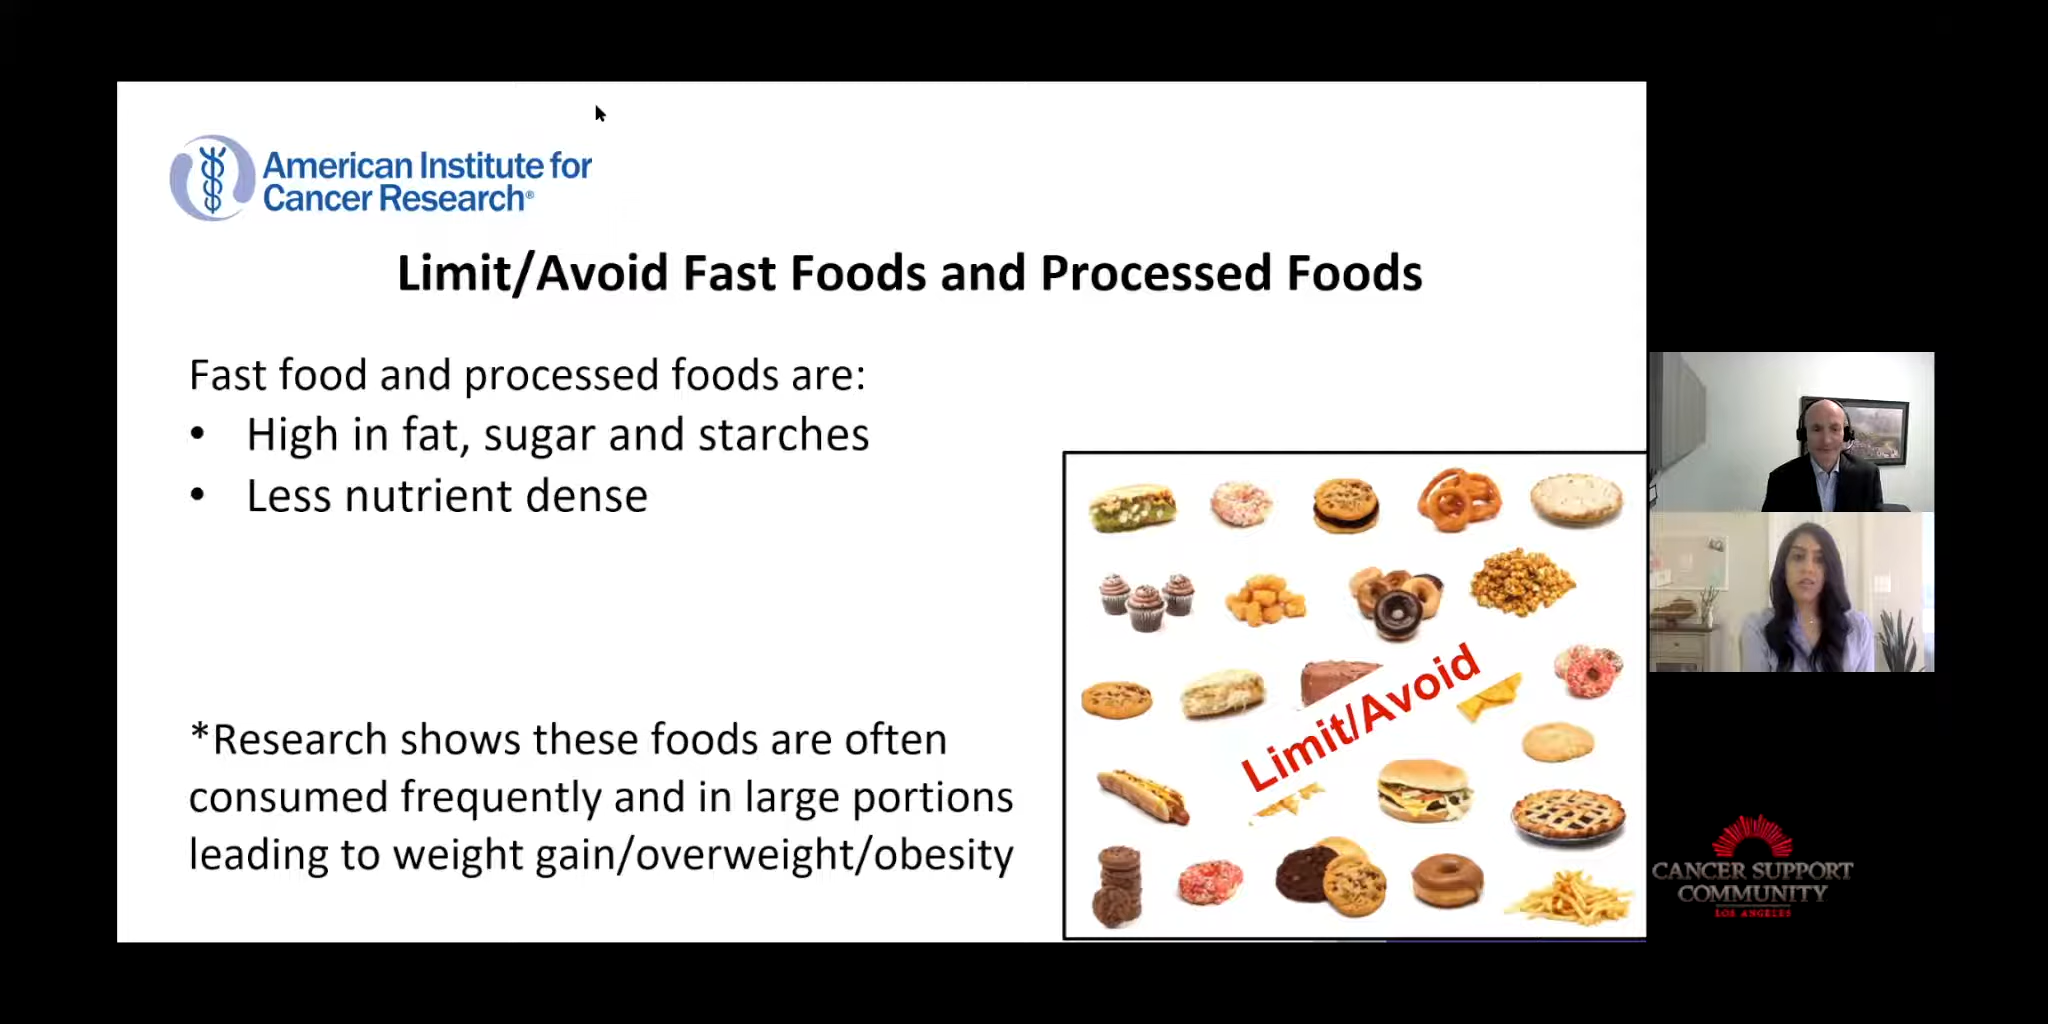 American Institute for
Cancer Research®
Limit/Avoid Fast Foods and Processed Foods
Fast food and processed foods are:
• High in fat, sugar and starches
• Less nutrient dense
*Research shows these foods are often
consumed frequently and in large portions
leading to weight gain/overweight/obesity
Limit/Avoid
CANCER SUPPORT
COMMUNITY
LOS ANGELES